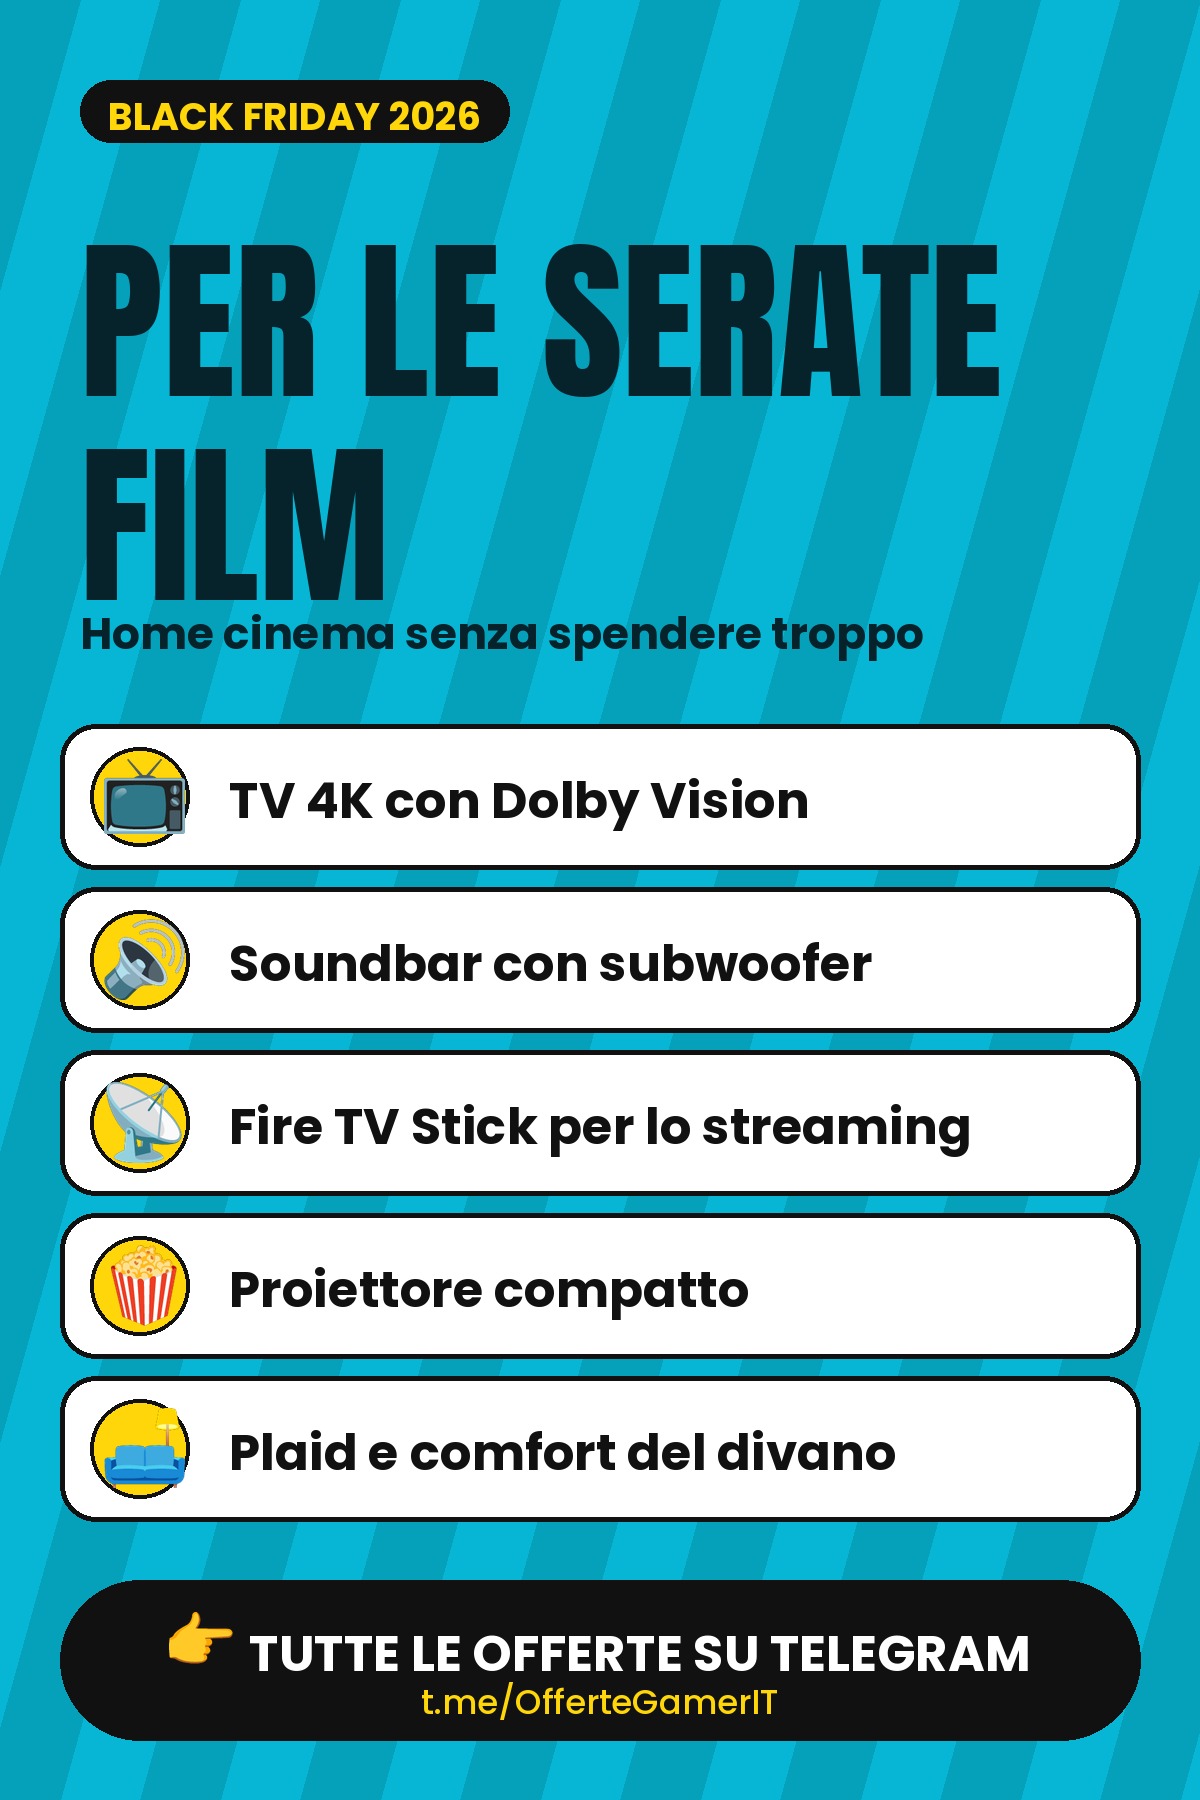 BLACK FRIDAY 2026
PER LE SERATE
FILM
Home cinema senza spendere troppo
TV 4K con Dolby Vision
Soundbar con subwoofer
Fire TV Stick per lo streaming
Proiettore compatto
Plaid e comfort del divano
TUTTE LE OFFERTE SU TELEGRAM
t.me/OfferteGamerIT